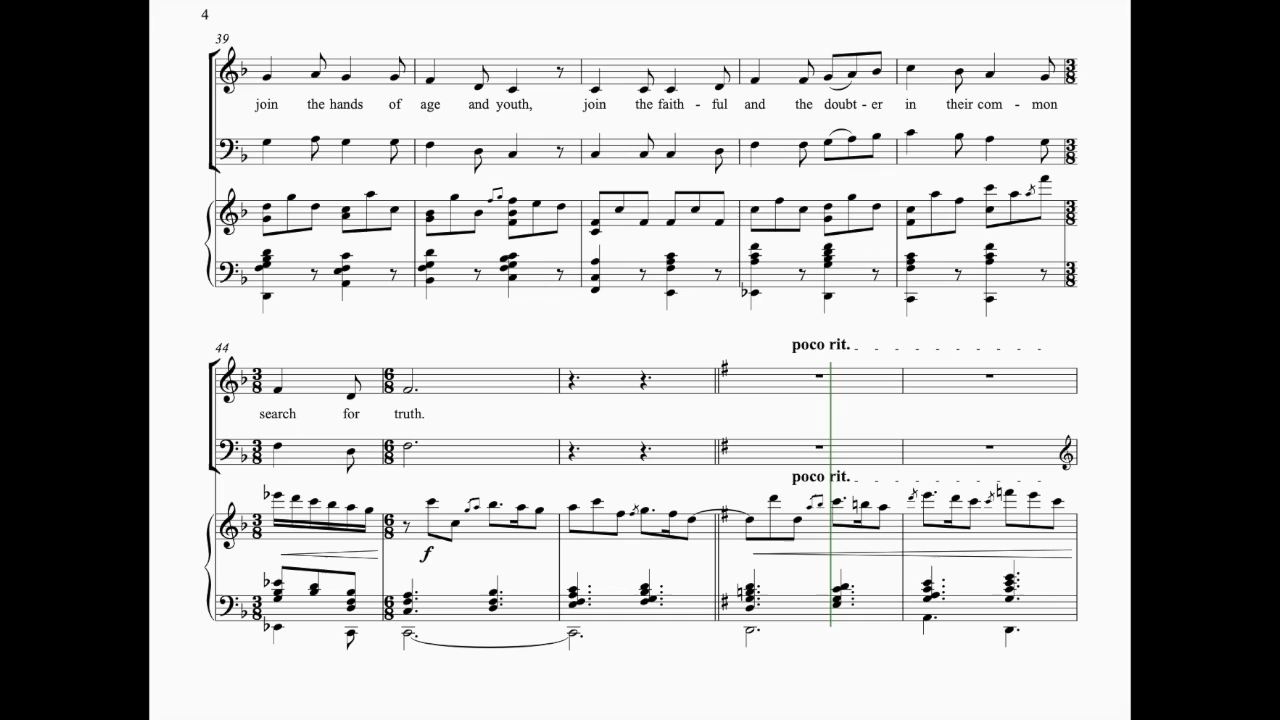 4
39
join the hands of age and youth, join the faith - ful and the doubt - er in their com - mon
44
poco rit.
search for truth.
poco rit.
f